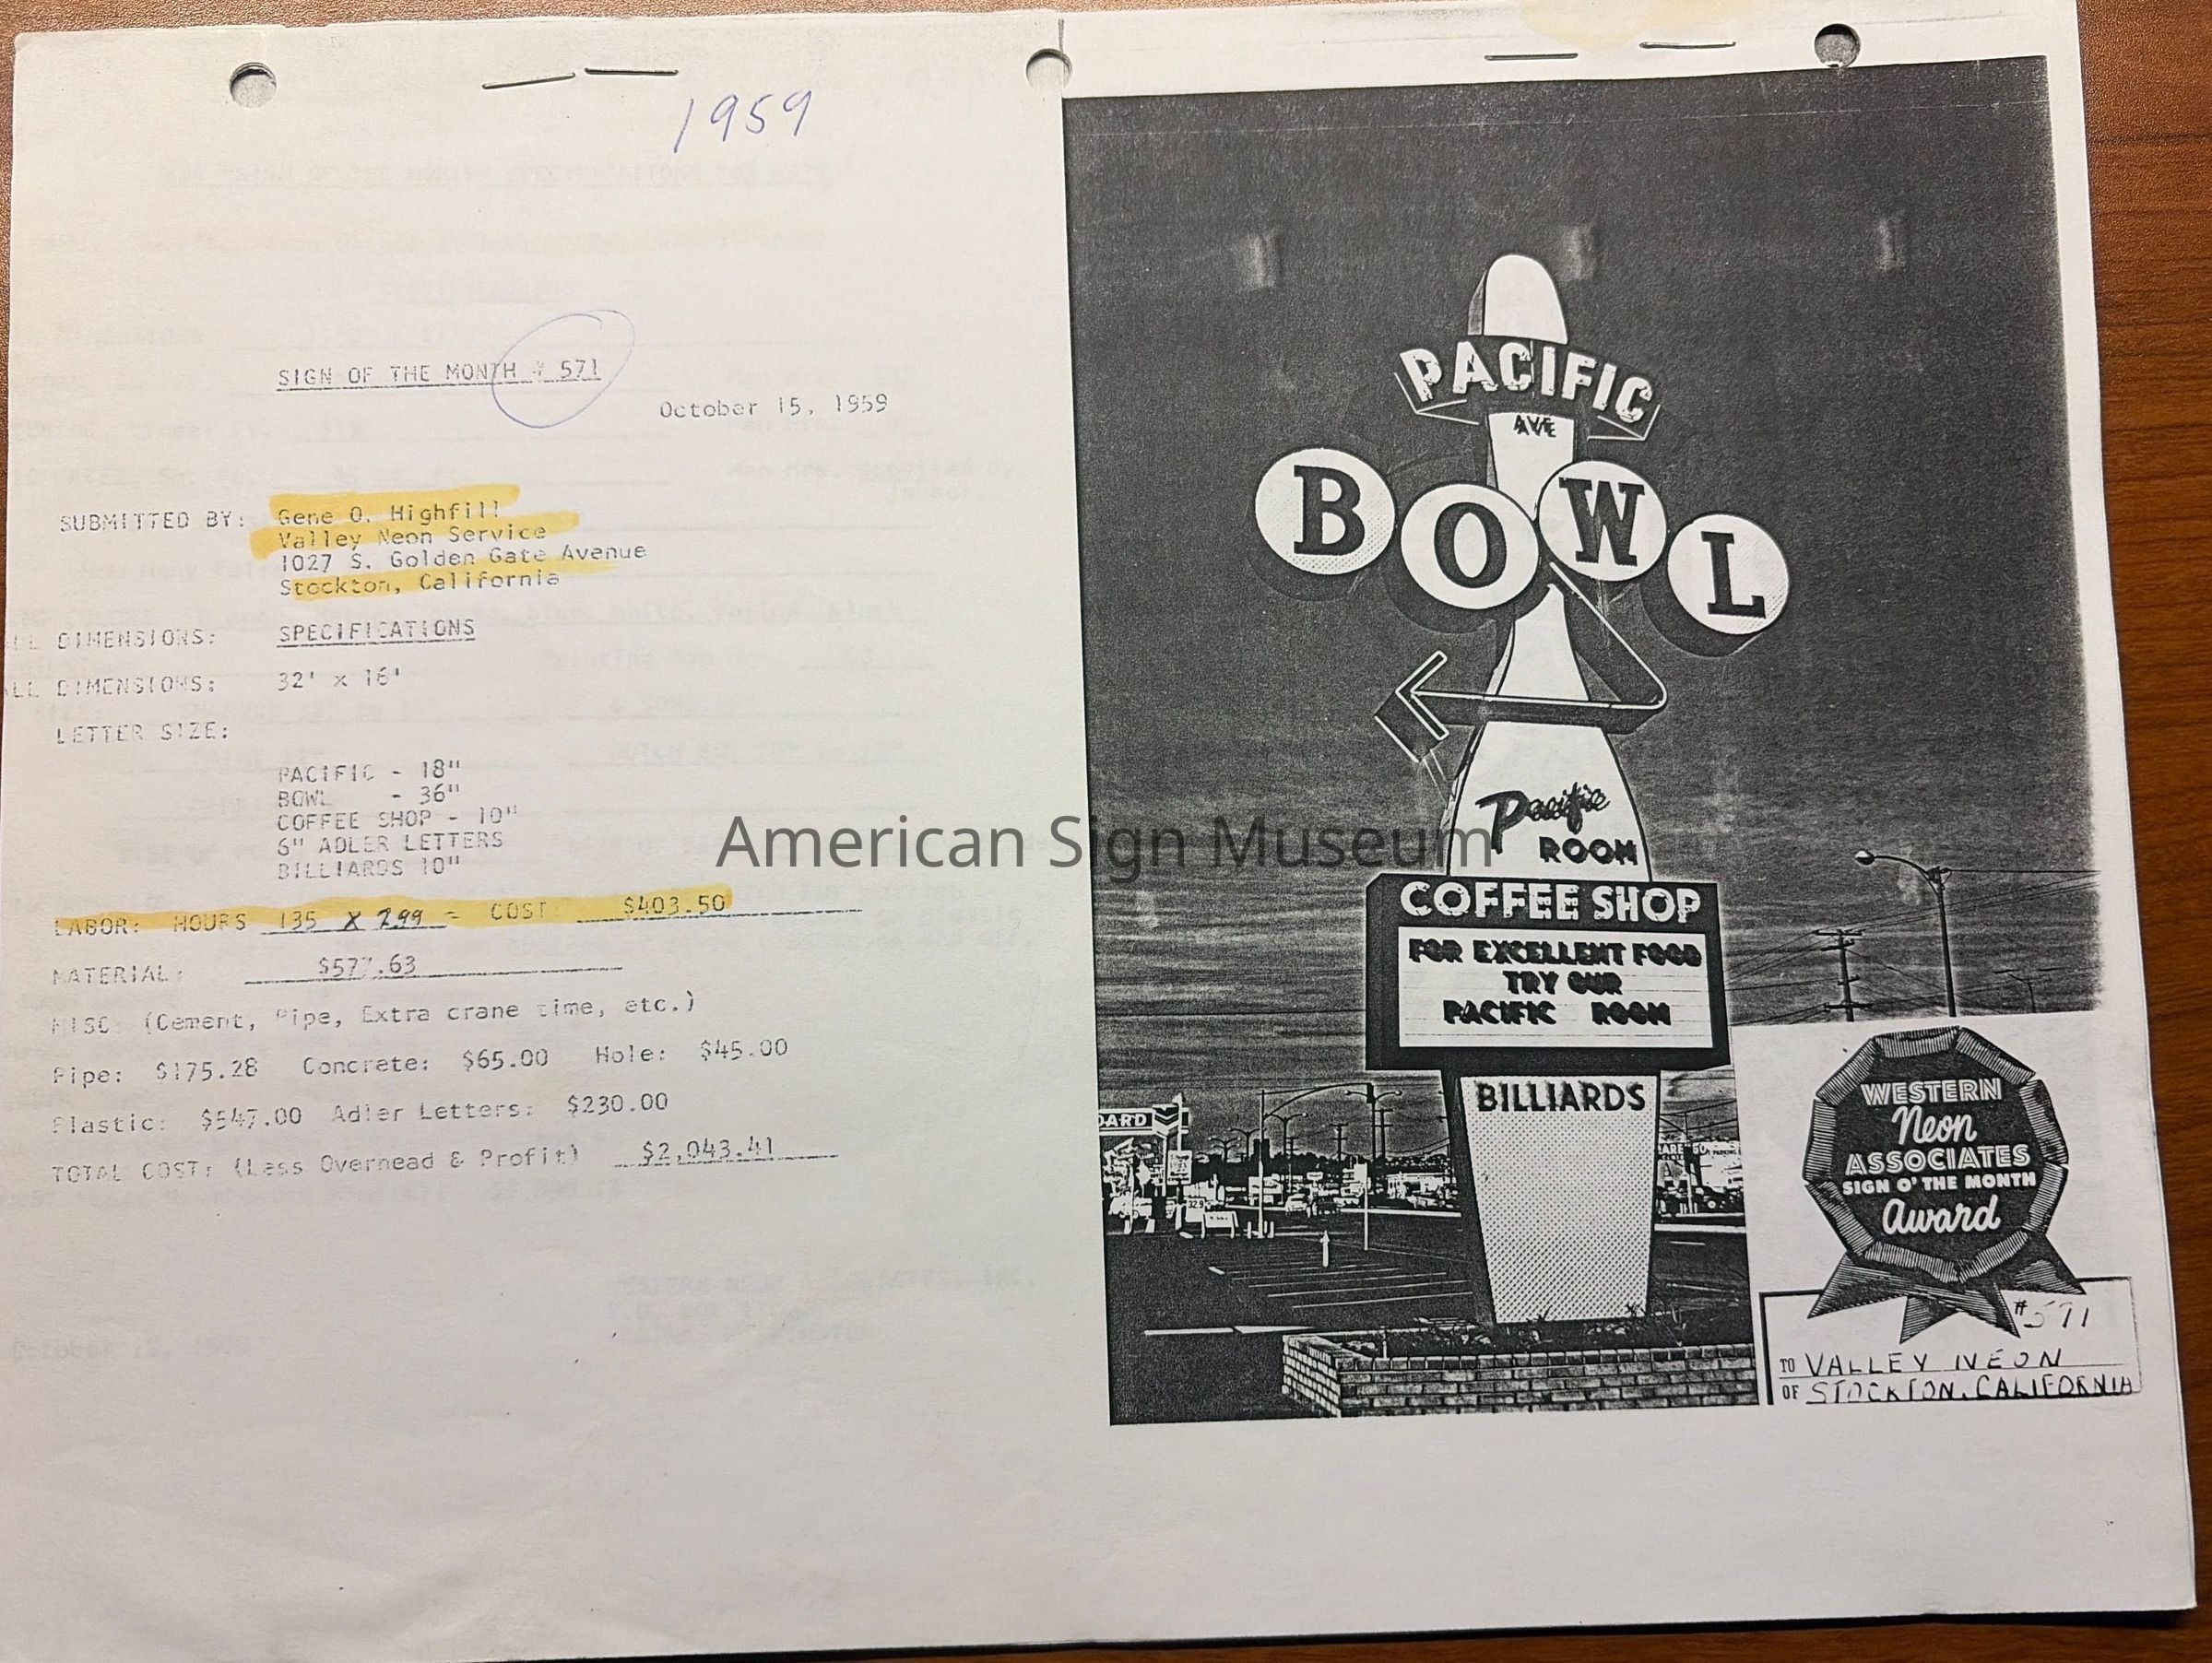 1959
SIGN OF THE MONTH # 571
October 15, 1959
SUBMITTED BY: Gene O. Highfill
Valley Neon Service
1027 S. Golden Gate Avenue
Stockton, California
DIMENSIONS: SPECIFICATIONS
DIMENSIONS: 32' x 16'
LETTER SIZE:
PACIFIC - 18"
BOWL - 36"
COFFEE SHOP - 10"
6" ADLER LETTERS
BILLIARDS 10"
LABOR: HOURS 135 X 2.99 = COST: $403.50
MATERIAL: $577.63
MISC: (Cement, Pipe, Extra crane time, etc.)
Pipe: $175.28 Concrete: $65.00 Hole: $45.00
Plastic: $547.00 Adler Letters: $230.00
TOTAL COST: (Less Overhead & Profit) $2,043.41
PACIFIC
AVE
BOWL
Pacific
ROOM
COFFEE SHOP
FOR EXCELLENT FOOD
TRY OUR
PACIFIC ROOM
BILLIARDS
WESTERN
Neon
ASSOCIATES
SIGN O' THE MONTH
Award
#571
TO VALLEY NEON
OF STOCKTON, CALIFORNIA
American Sign Museum